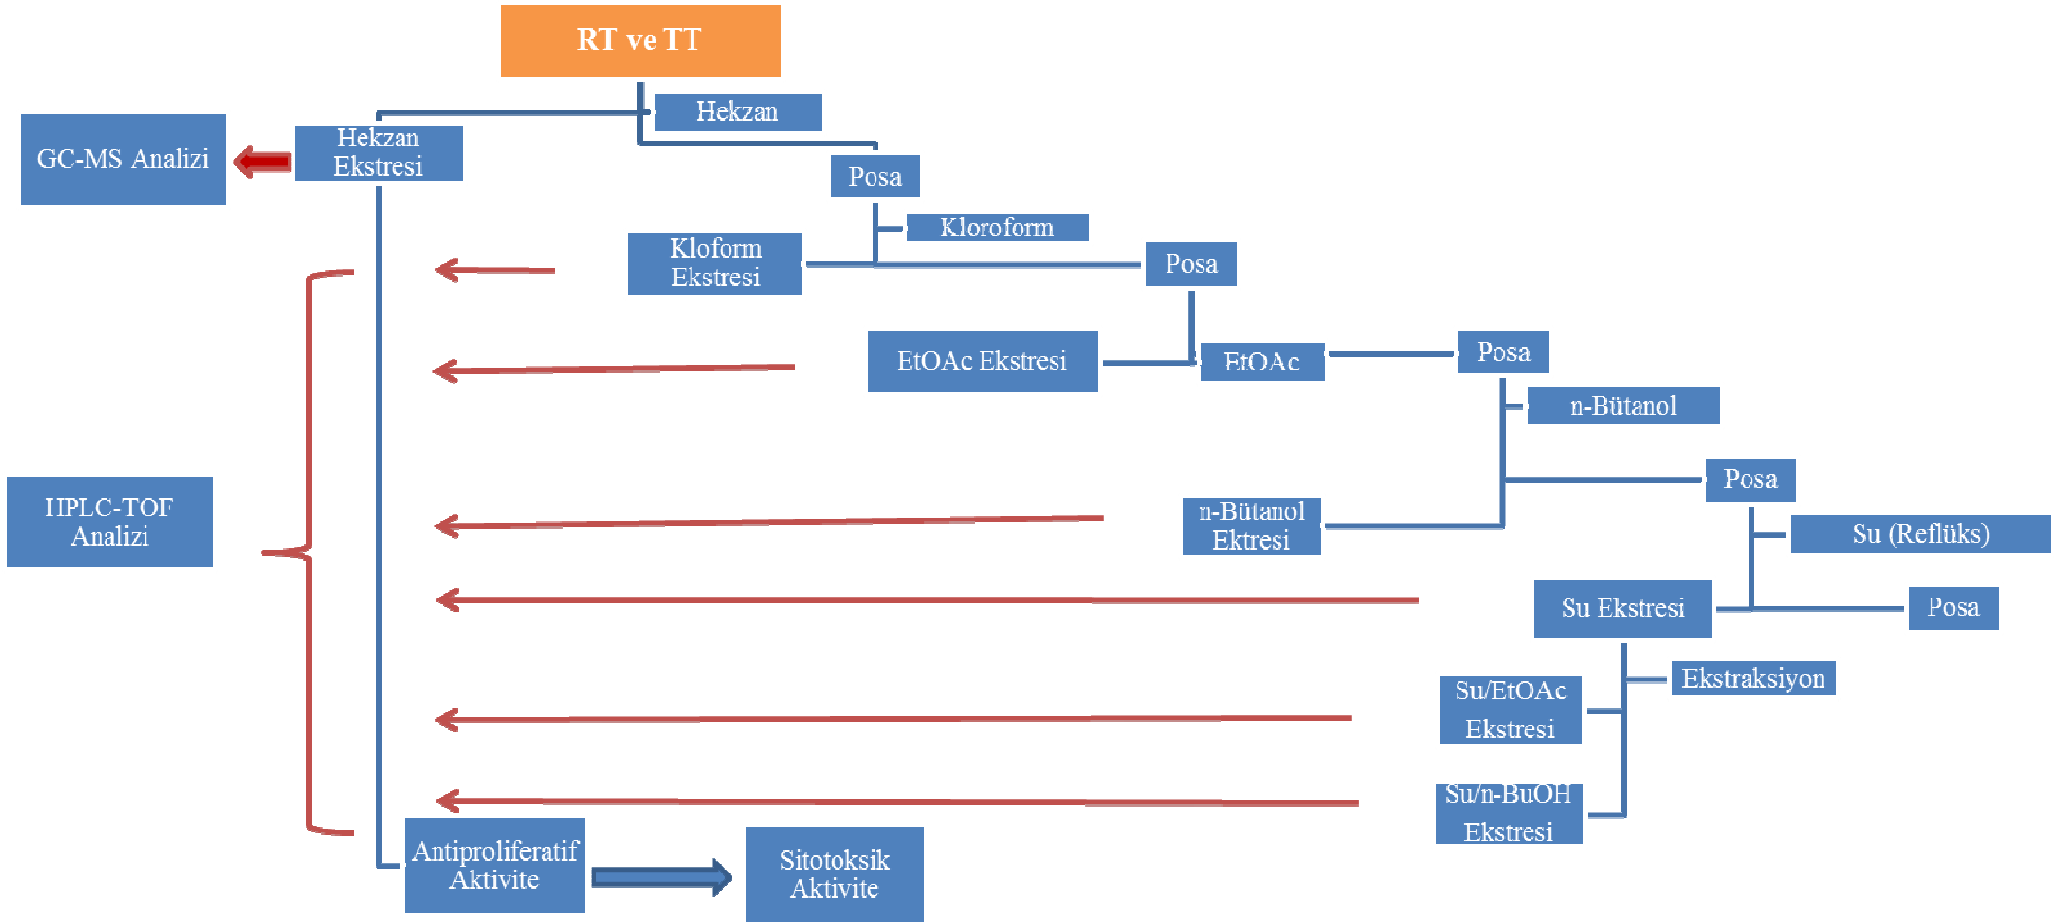 RT ve TT
Hekzan
GC-MS Analizi
Hekzan
Ekstresi
Posa
Kloroform
Kloform
Ekstresi
Posa
EtOAc Ekstresi
EtOAc
Posa
n-Bütanol
Posa
HPLC-TOF
Analizi
n-Bütanol
Ektresi
Su (Reflüks)
Su Ekstresi
Posa
Ekstraksiyon
Su/EtOAc
Ekstresi
Su/n-BuOH
Ekstresi
Antiproliferatif
Aktivite
Sitotoksik
Aktivite